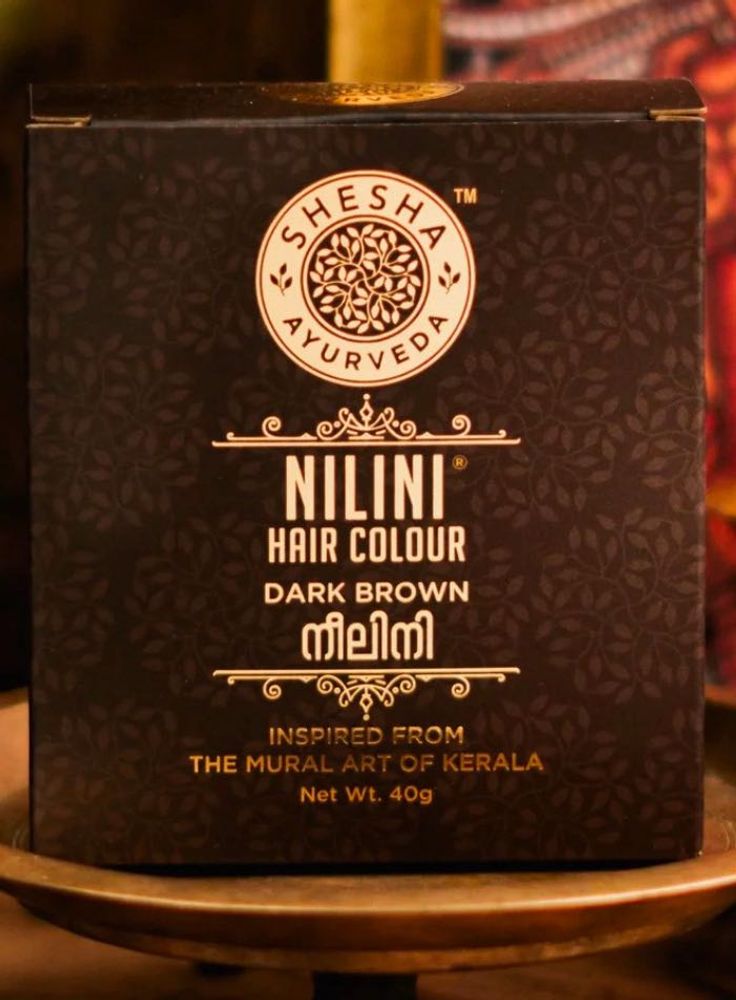 SHESHA
AYURVEDA
TM
NILINI®
HAIR COLOUR
DARK BROWN
നീലിനി
INSPIRED FROM
THE MURAL ART OF KERALA
Net Wt. 40g